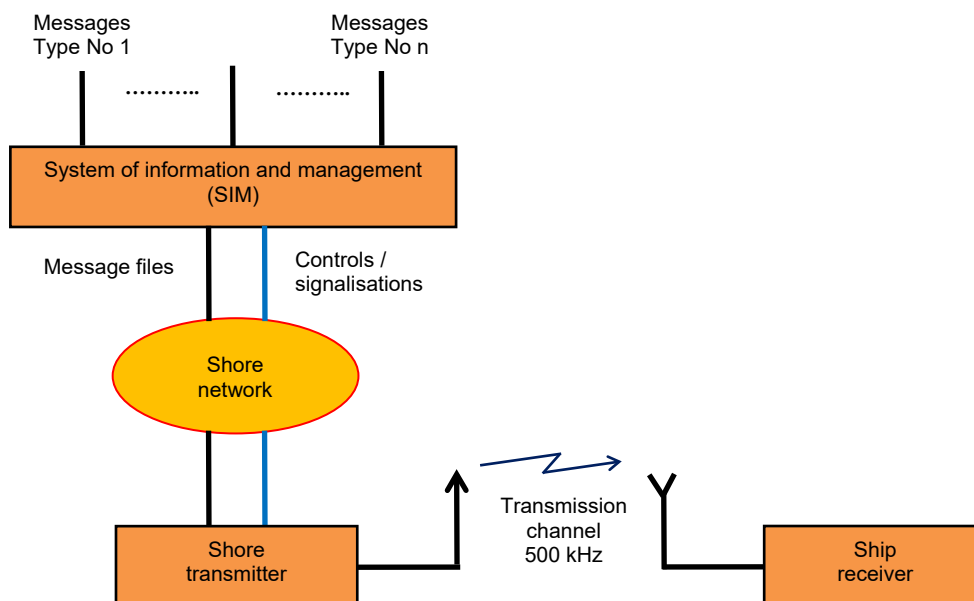 Messages
Type No 1
Messages
Type No n
………..
………..
System of information and management
(SIM)
Message files
Controls /
signalisations
Shore
network
Transmission
channel
500 kHz
Shore
transmitter
Ship
receiver